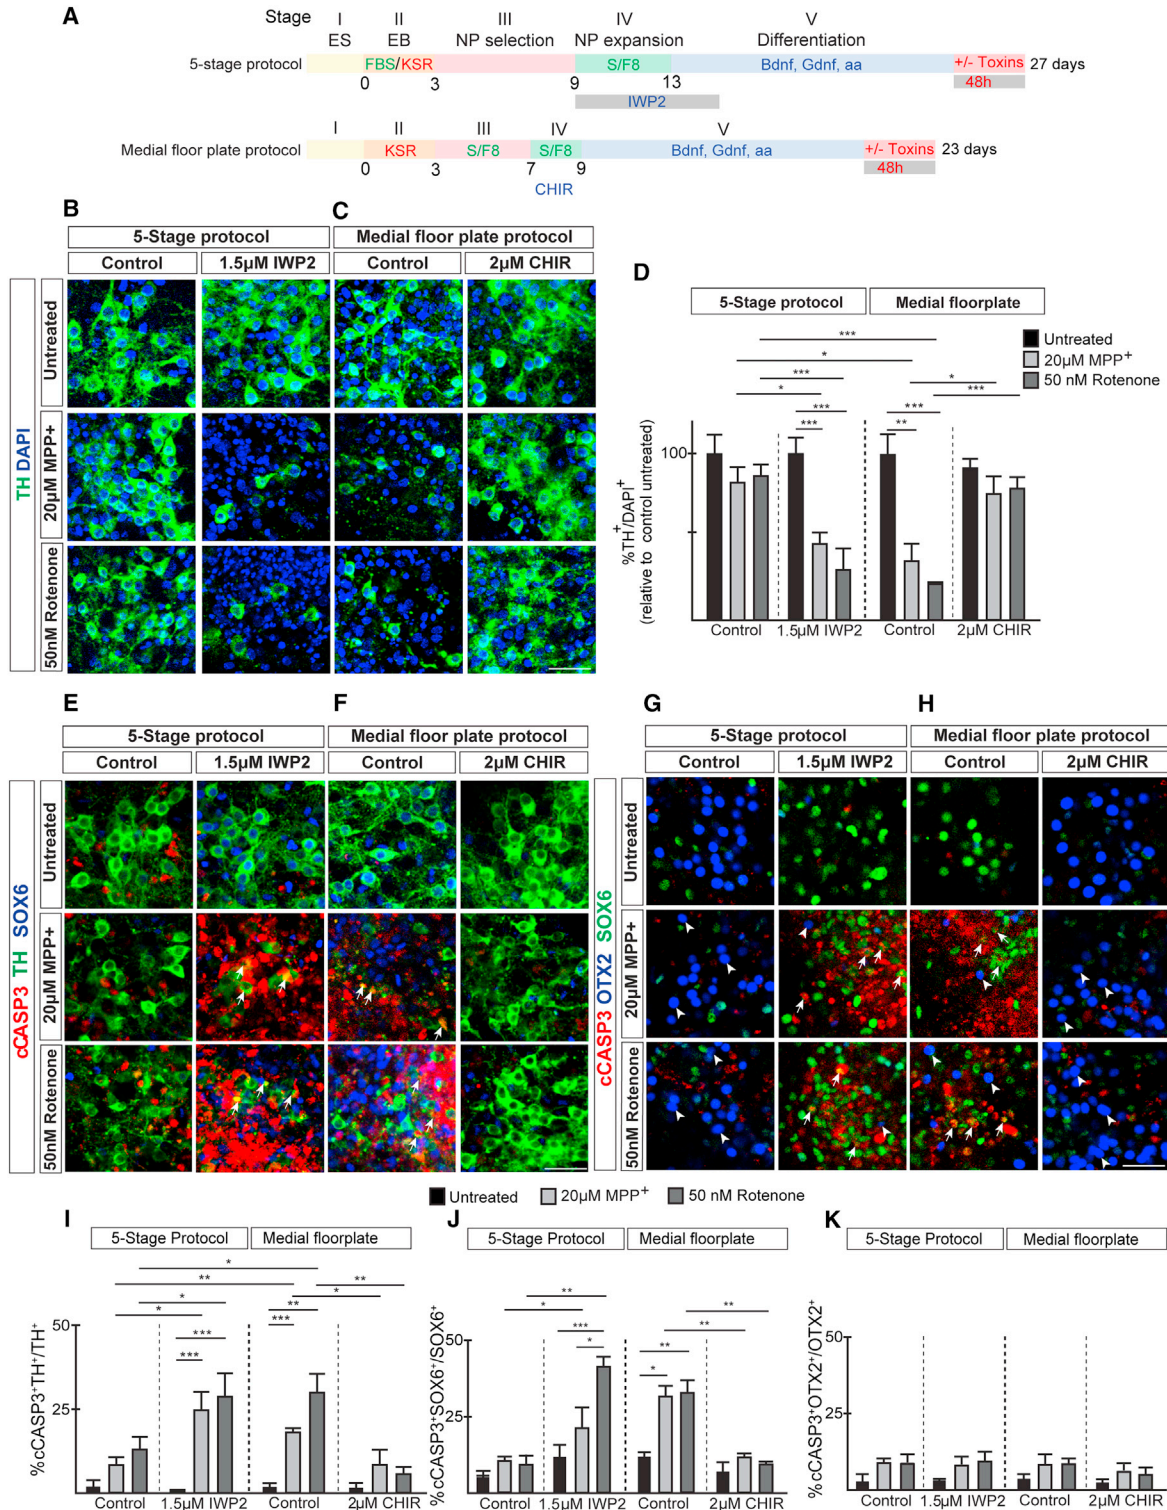 A
Stage I II III IV V
ES EB NP selection NP expansion Differentiation
5-stage protocol FBS/KSR S/F8 Bdnf, Gdnf, aa +/- Toxins 27 days
0 3 9 13 48h
IWP2
I II III IV V
Medial floor plate protocol KSR S/F8 S/F8 Bdnf, Gdnf, aa +/- Toxins 23 days
0 3 7 9 48h
CHIR
B C
5-Stage protocol Medial floor plate protocol
Control 1.5µM IWP2 Control 2µM CHIR
TH DAPI
Untreated
20µM MPP+
50nM Rotenone
D
5-Stage protocol Medial floorplate
Untreated
20µM MPP+
50 nM Rotenone
***
*
*** *
* ***
*** ***
*** **
100
%TH+/DAPI+
(relative to control untreated)
Control 1.5µM IWP2 Control 2µM CHIR
E F
5-Stage protocol Medial floor plate protocol
Control 1.5µM IWP2 Control 2µM CHIR
cCASP3 TH SOX6
Untreated
20µM MPP+
50nM Rotenone
G H
5-Stage protocol Medial floor plate protocol
Control 1.5µM IWP2 Control 2µM CHIR
cCASP3 OTX2 SOX6
Untreated
20µM MPP+
50nM Rotenone
Untreated 20µM MPP+ 50 nM Rotenone
I
5-Stage Protocol Medial floorplate
*
** **
* *
* **
*** ***
***
50
25
%cCASP3+TH+/TH+
Control 1.5µM IWP2 Control 2µM CHIR
J
5-Stage Protocol Medial floorplate
** **
* **
*** **
* *
50
25
%cCASP3+SOX6+/SOX6+
Control 1.5µM IWP2 Control 2µM CHIR
K
5-Stage Protocol Medial floorplate
50
25
%cCASP3+OTX2+/OTX2+
Control 1.5µM IWP2 Control 2µM CHIR